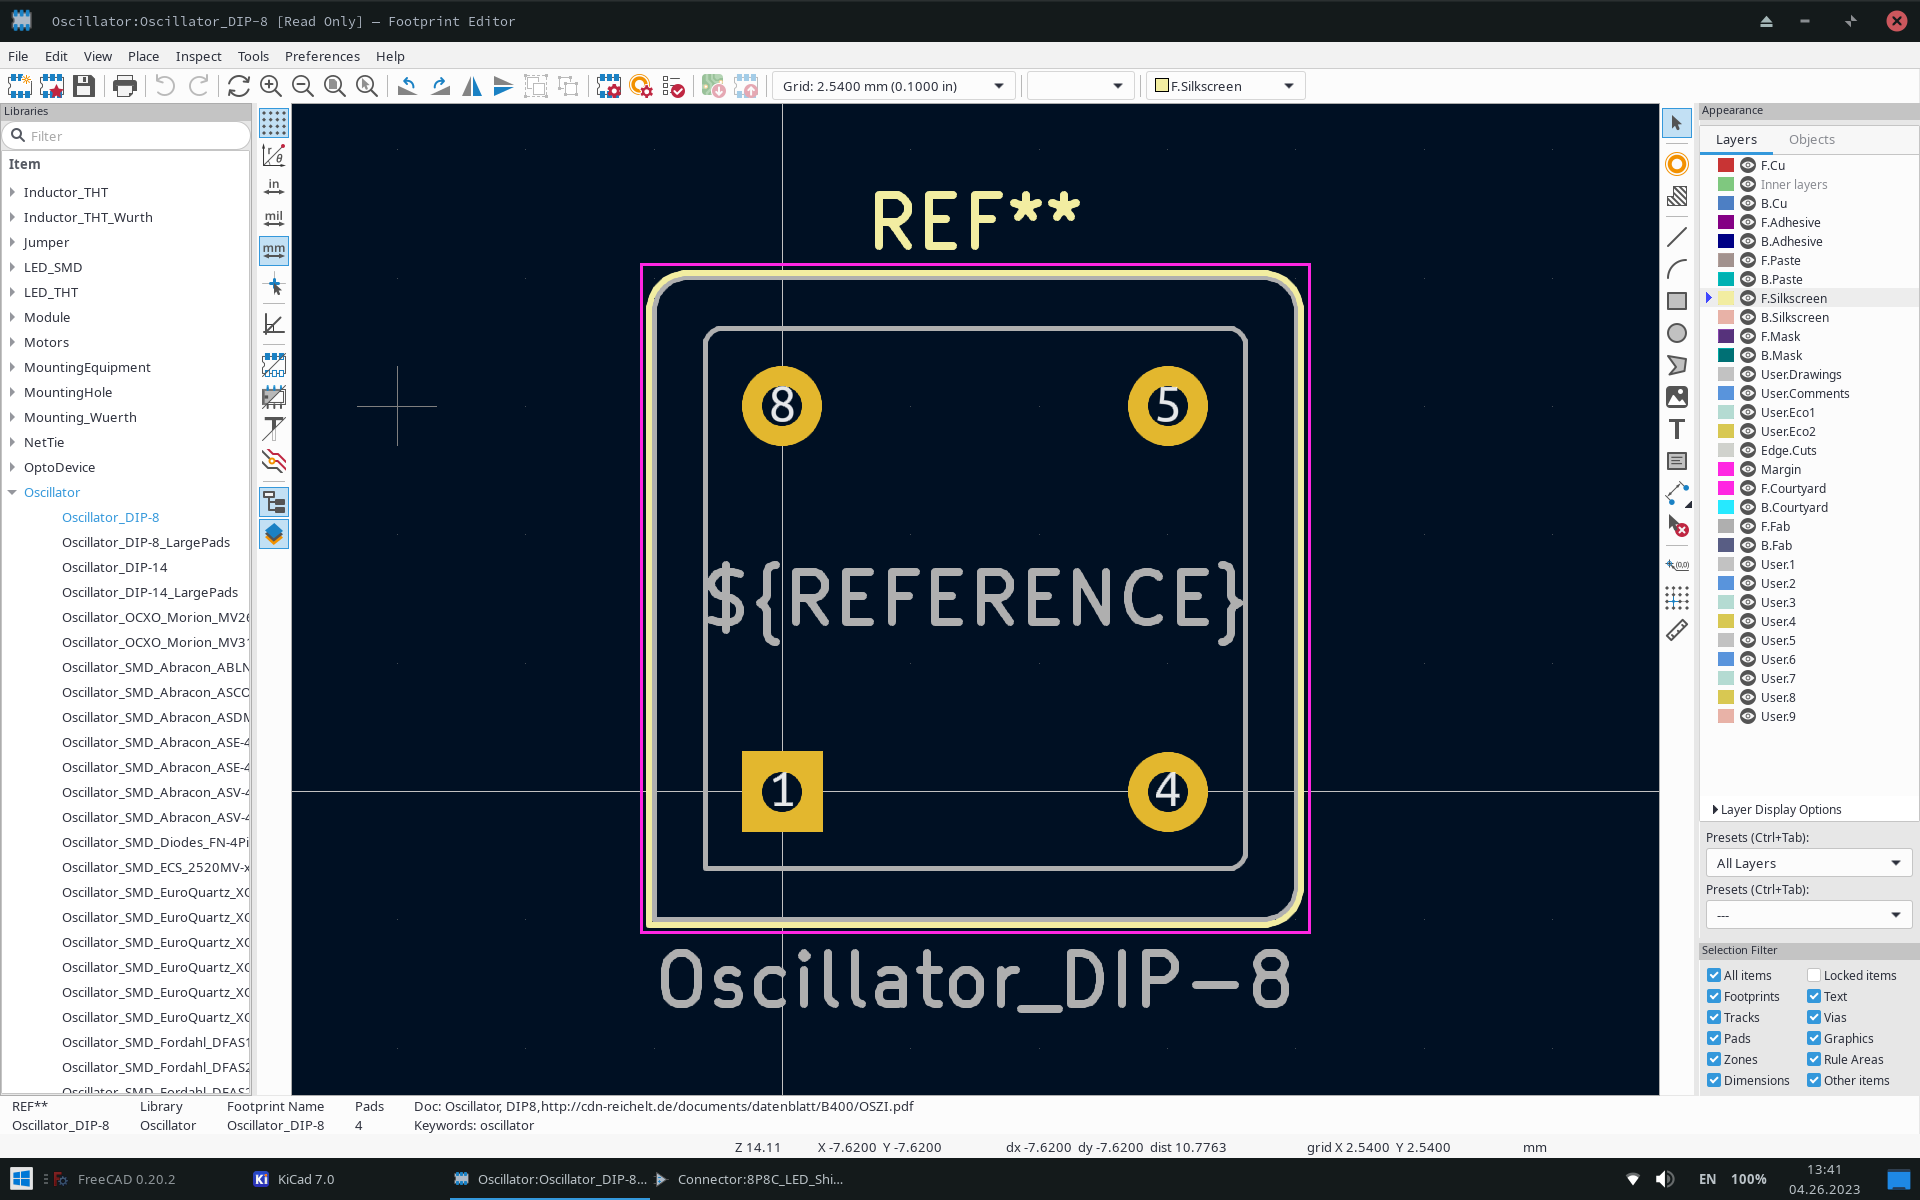 Oscillator:Oscillator_DIP-8 [Read Only] — Footprint Editor
File Edit View Place Inspect Tools Preferences Help
Grid: 2.5400 mm (0.1000 in)
F.Silkscreen
Libraries
Filter
Item
Inductor_THT
Inductor_THT_Wurth
Jumper
LED_SMD
LED_THT
Module
Motors
MountingEquipment
MountingHole
Mounting_Wuerth
NetTie
OptoDevice
Oscillator
Oscillator_DIP-8
Oscillator_DIP-8_LargePads
Oscillator_DIP-14
Oscillator_DIP-14_LargePads
Oscillator_OCXO_Morion_MV26
Oscillator_OCXO_Morion_MV31
Oscillator_SMD_Abracon_ABLN
Oscillator_SMD_Abracon_ASCO
Oscillator_SMD_Abracon_ASDM
Oscillator_SMD_Abracon_ASE-4
Oscillator_SMD_Abracon_ASE-4
Oscillator_SMD_Abracon_ASV-4
Oscillator_SMD_Abracon_ASV-4
Oscillator_SMD_Diodes_FN-4Pi
Oscillator_SMD_ECS_2520MV-x
Oscillator_SMD_EuroQuartz_XO
Oscillator_SMD_EuroQuartz_XO
Oscillator_SMD_EuroQuartz_XO
Oscillator_SMD_EuroQuartz_XO
Oscillator_SMD_EuroQuartz_XO
Oscillator_SMD_EuroQuartz_XO
Oscillator_SMD_Fordahl_DFAS1
Oscillator_SMD_Fordahl_DFAS2
Oscillator_SMD_Fordahl_DFAS2
r
θ
in
mil
mm
REF**
8 5
${REFERENCE}
1 4
Oscillator_DIP-8
T
(0,0)
Appearance
Layers Objects
F.Cu
Inner layers
B.Cu
F.Adhesive
B.Adhesive
F.Paste
B.Paste
F.Silkscreen
B.Silkscreen
F.Mask
B.Mask
User.Drawings
User.Comments
User.Eco1
User.Eco2
Edge.Cuts
Margin
F.Courtyard
B.Courtyard
F.Fab
B.Fab
User.1
User.2
User.3
User.4
User.5
User.6
User.7
User.8
User.9
Layer Display Options
Presets (Ctrl+Tab):
All Layers
Presets (Ctrl+Tab):
---
Selection Filter
All items Locked items
Footprints Text
Tracks Vias
Pads Graphics
Zones Rule Areas
Dimensions Other items
REF** Library Footprint Name Pads Doc: Oscillator, DIP8,http://cdn-reichelt.de/documents/datenblatt/B400/OSZI.pdf
Oscillator_DIP-8 Oscillator Oscillator_DIP-8 4 Keywords: oscillator
Z 14.11 X -7.6200 Y -7.6200 dx -7.6200 dy -7.6200 dist 10.7763 grid X 2.5400 Y 2.5400 mm
FreeCAD 0.20.2 Ki KiCad 7.0 Oscillator:Oscillator_DIP-8... Connector:8P8C_LED_Shi... EN 100% 13:41
04.26.2023